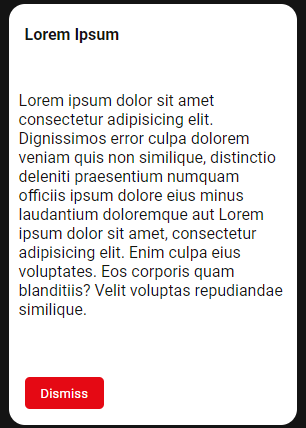 Lorem Ipsum
Lorem ipsum dolor sit amet
consectetur adipisicing elit.
Dignissimos error culpa dolorem
veniam quis non similique, distinctio
deleniti praesentium numquam
officiis ipsum dolore eius minus
laudantium doloremque aut Lorem
ipsum dolor sit amet, consectetur
adipisicing elit. Enim culpa eius
voluptates. Eos corporis quam
blanditiis? Velit voluptas repudiandae
similique.
Dismiss